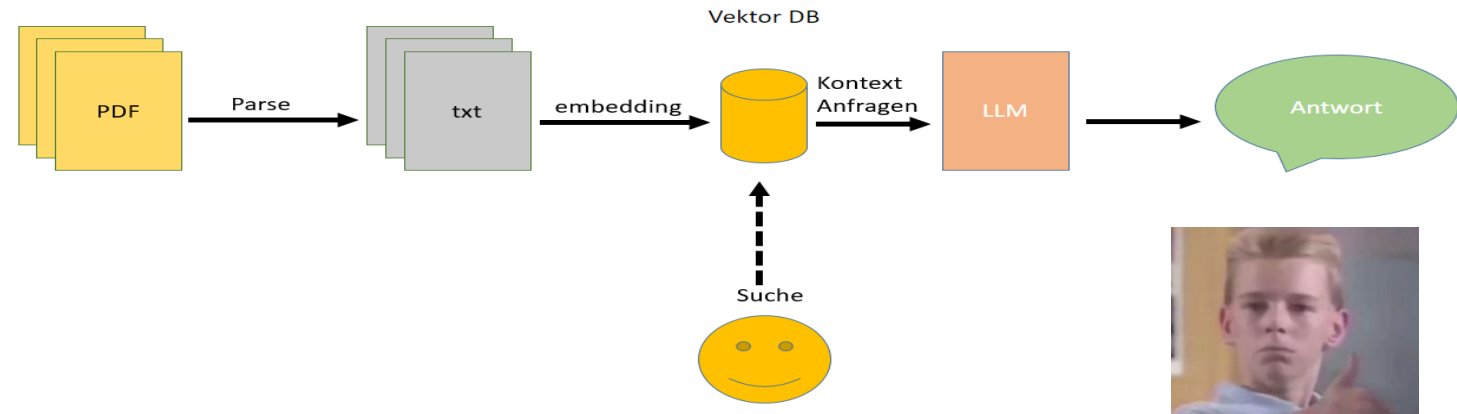 Vektor DB
PDF
Parse
txt
embedding
Kontext
Anfragen
LLM
Antwort
Suche